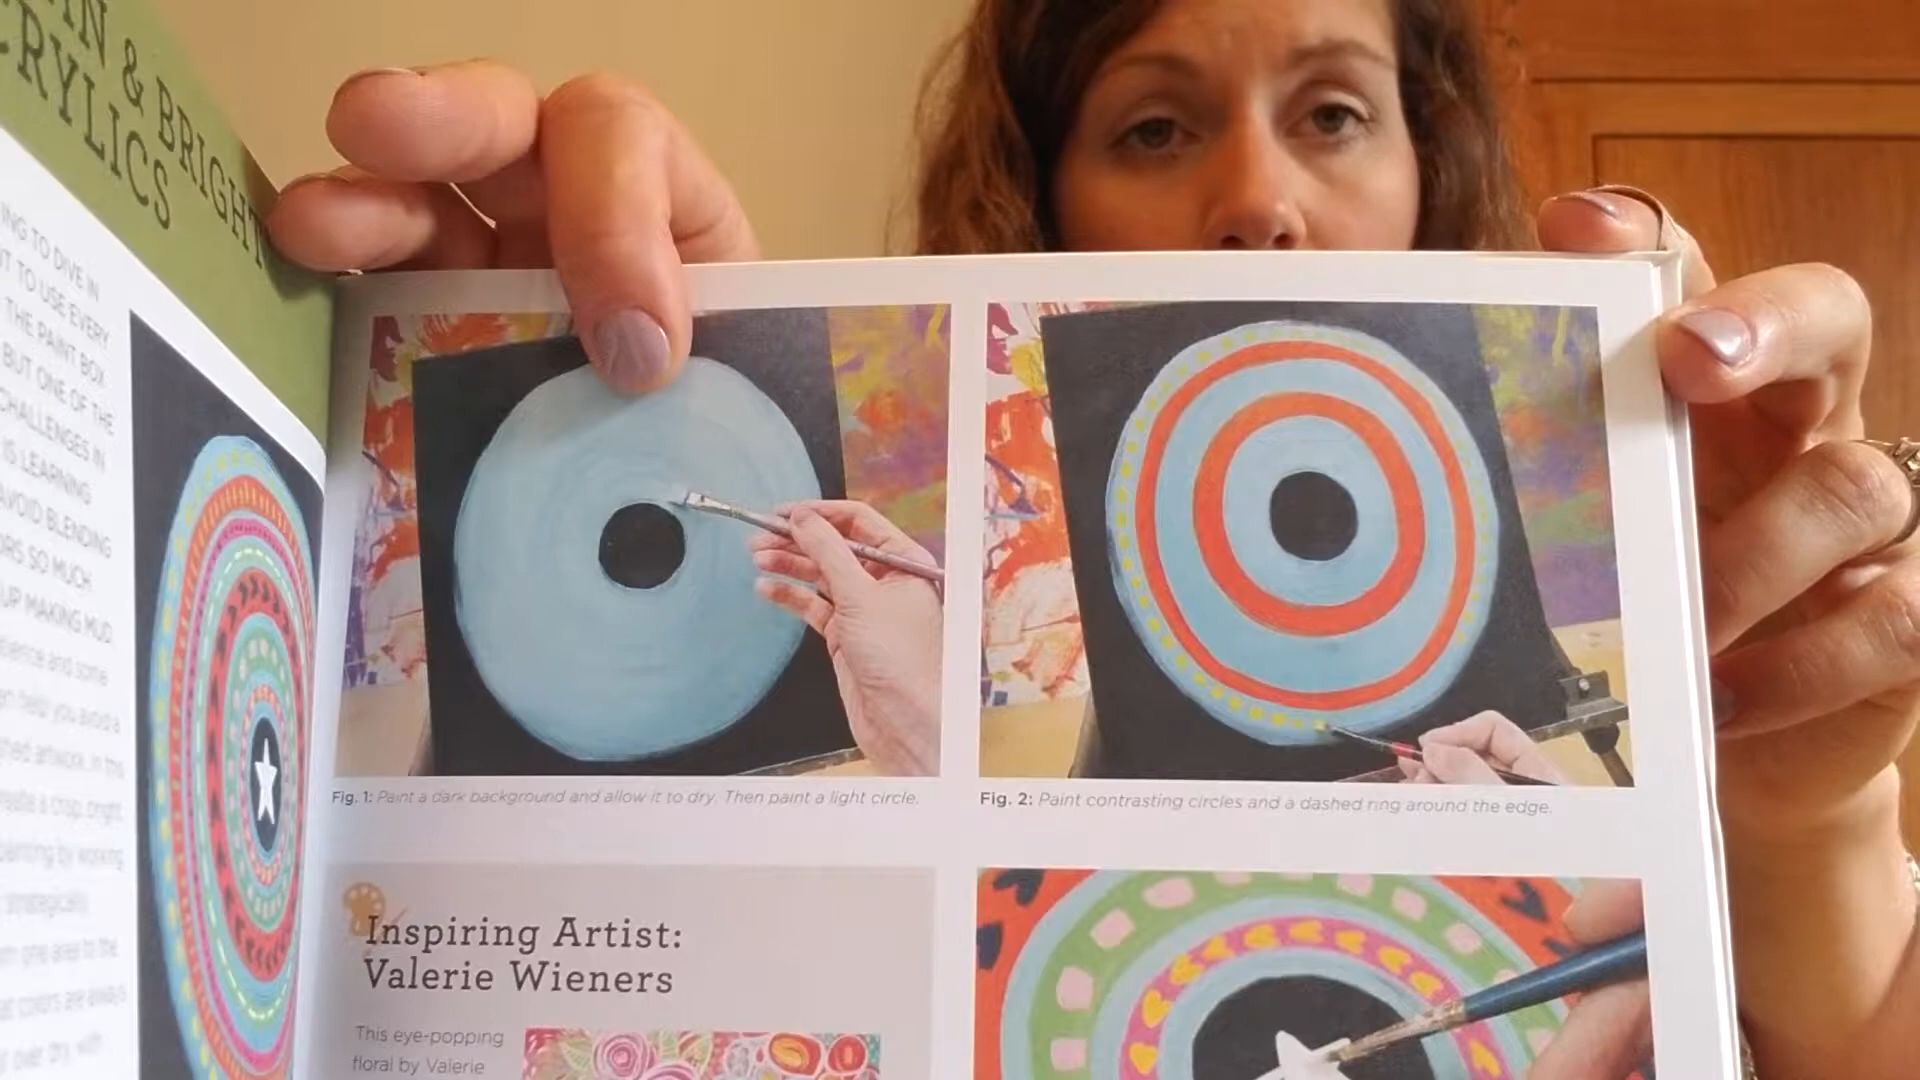 & BRIGHT
ACRYLICS
ING TO DIVE IN
TO USE EVERY
THE PAINT BOX
BUT ONE OF THE
CHALLENGES IN
IS LEARNING
AVOID BLENDING
ORS SO MUCH
UP MAKING MUD.
Fig. 1: Paint a dark background and allow it to dry. Then paint a light circle.
Fig. 2: Paint contrasting circles and a dashed ring around the edge.
Inspiring Artist:
Valerie Wieners
This eye-popping
floral by Valerie